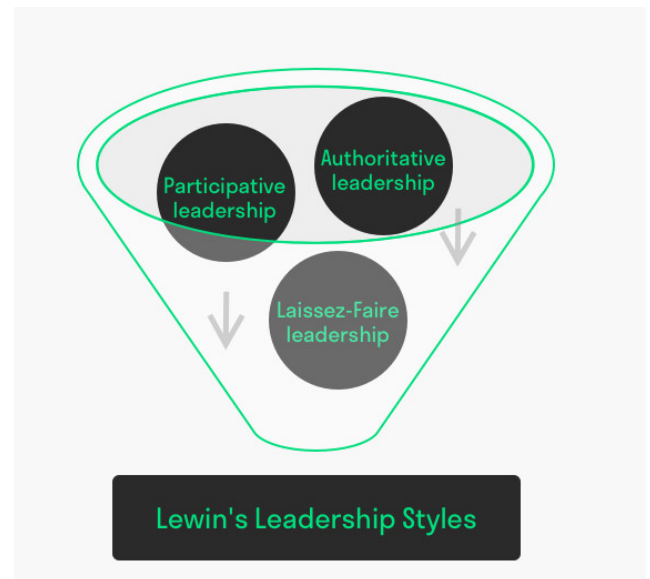 Participative
leadership
Authoritative
leadership
Laissez-Faire
leadership
Lewin's Leadership Styles